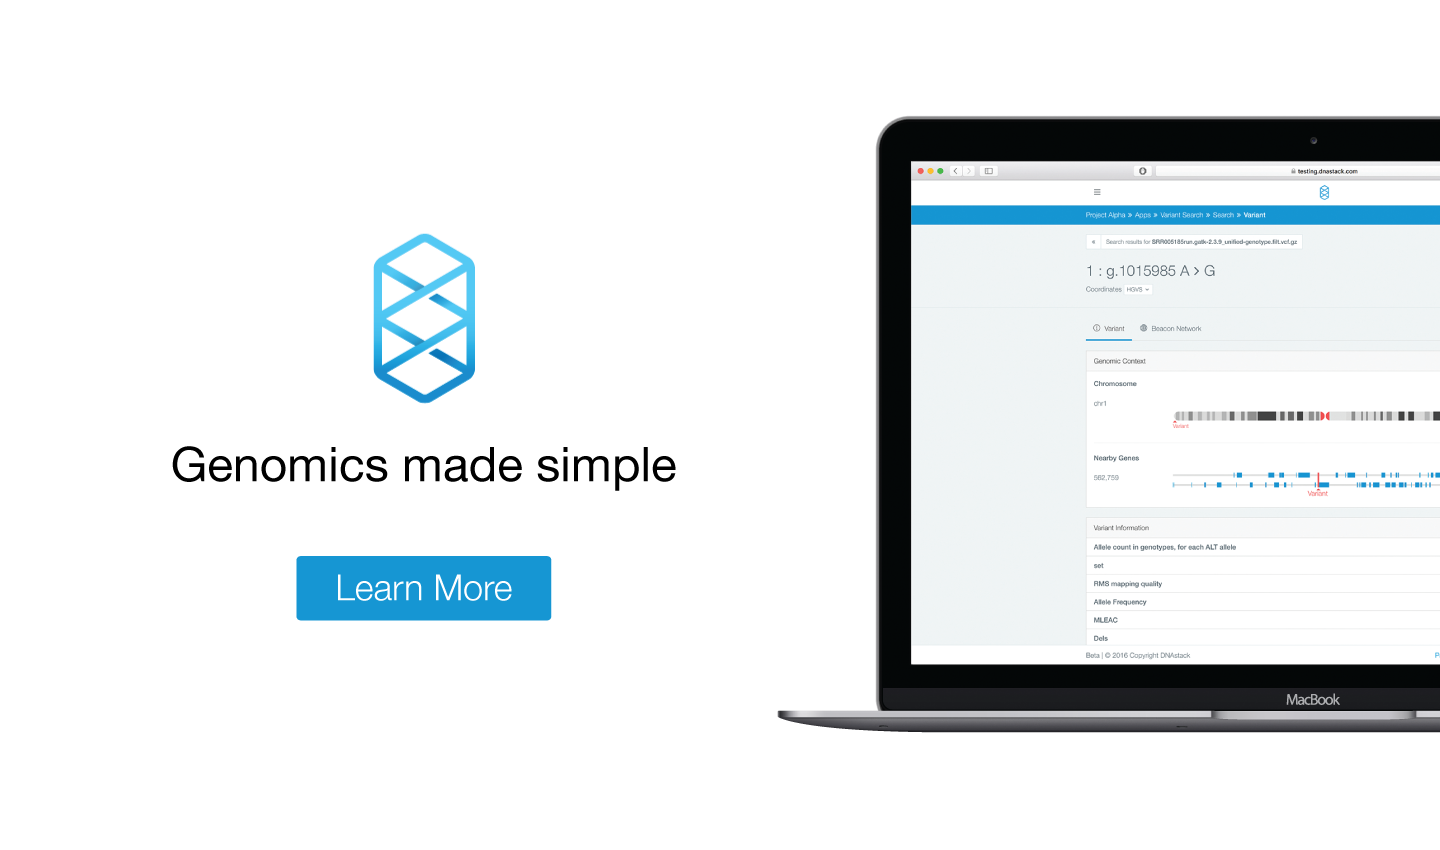 Genomics made simple
Learn More
testing.dnastack.com
Project Alpha » Apps » Variant Search » Search » Variant
« Search results for SRR005185run.gatk-2.3.9_unified-genotype.filt.vcf.gz
1 : g.1015985 A > G
Coordinates HGVS
Variant Beacon Network
Genomic Context
Chromosome
chr1
Variant
Nearby Genes
562,759
Variant
Variant Information
Allele count in genotypes, for each ALT allele
set
RMS mapping quality
Allele Frequency
MLEAC
Dels
Beta | © 2016 Copyright DNAstack
MacBook